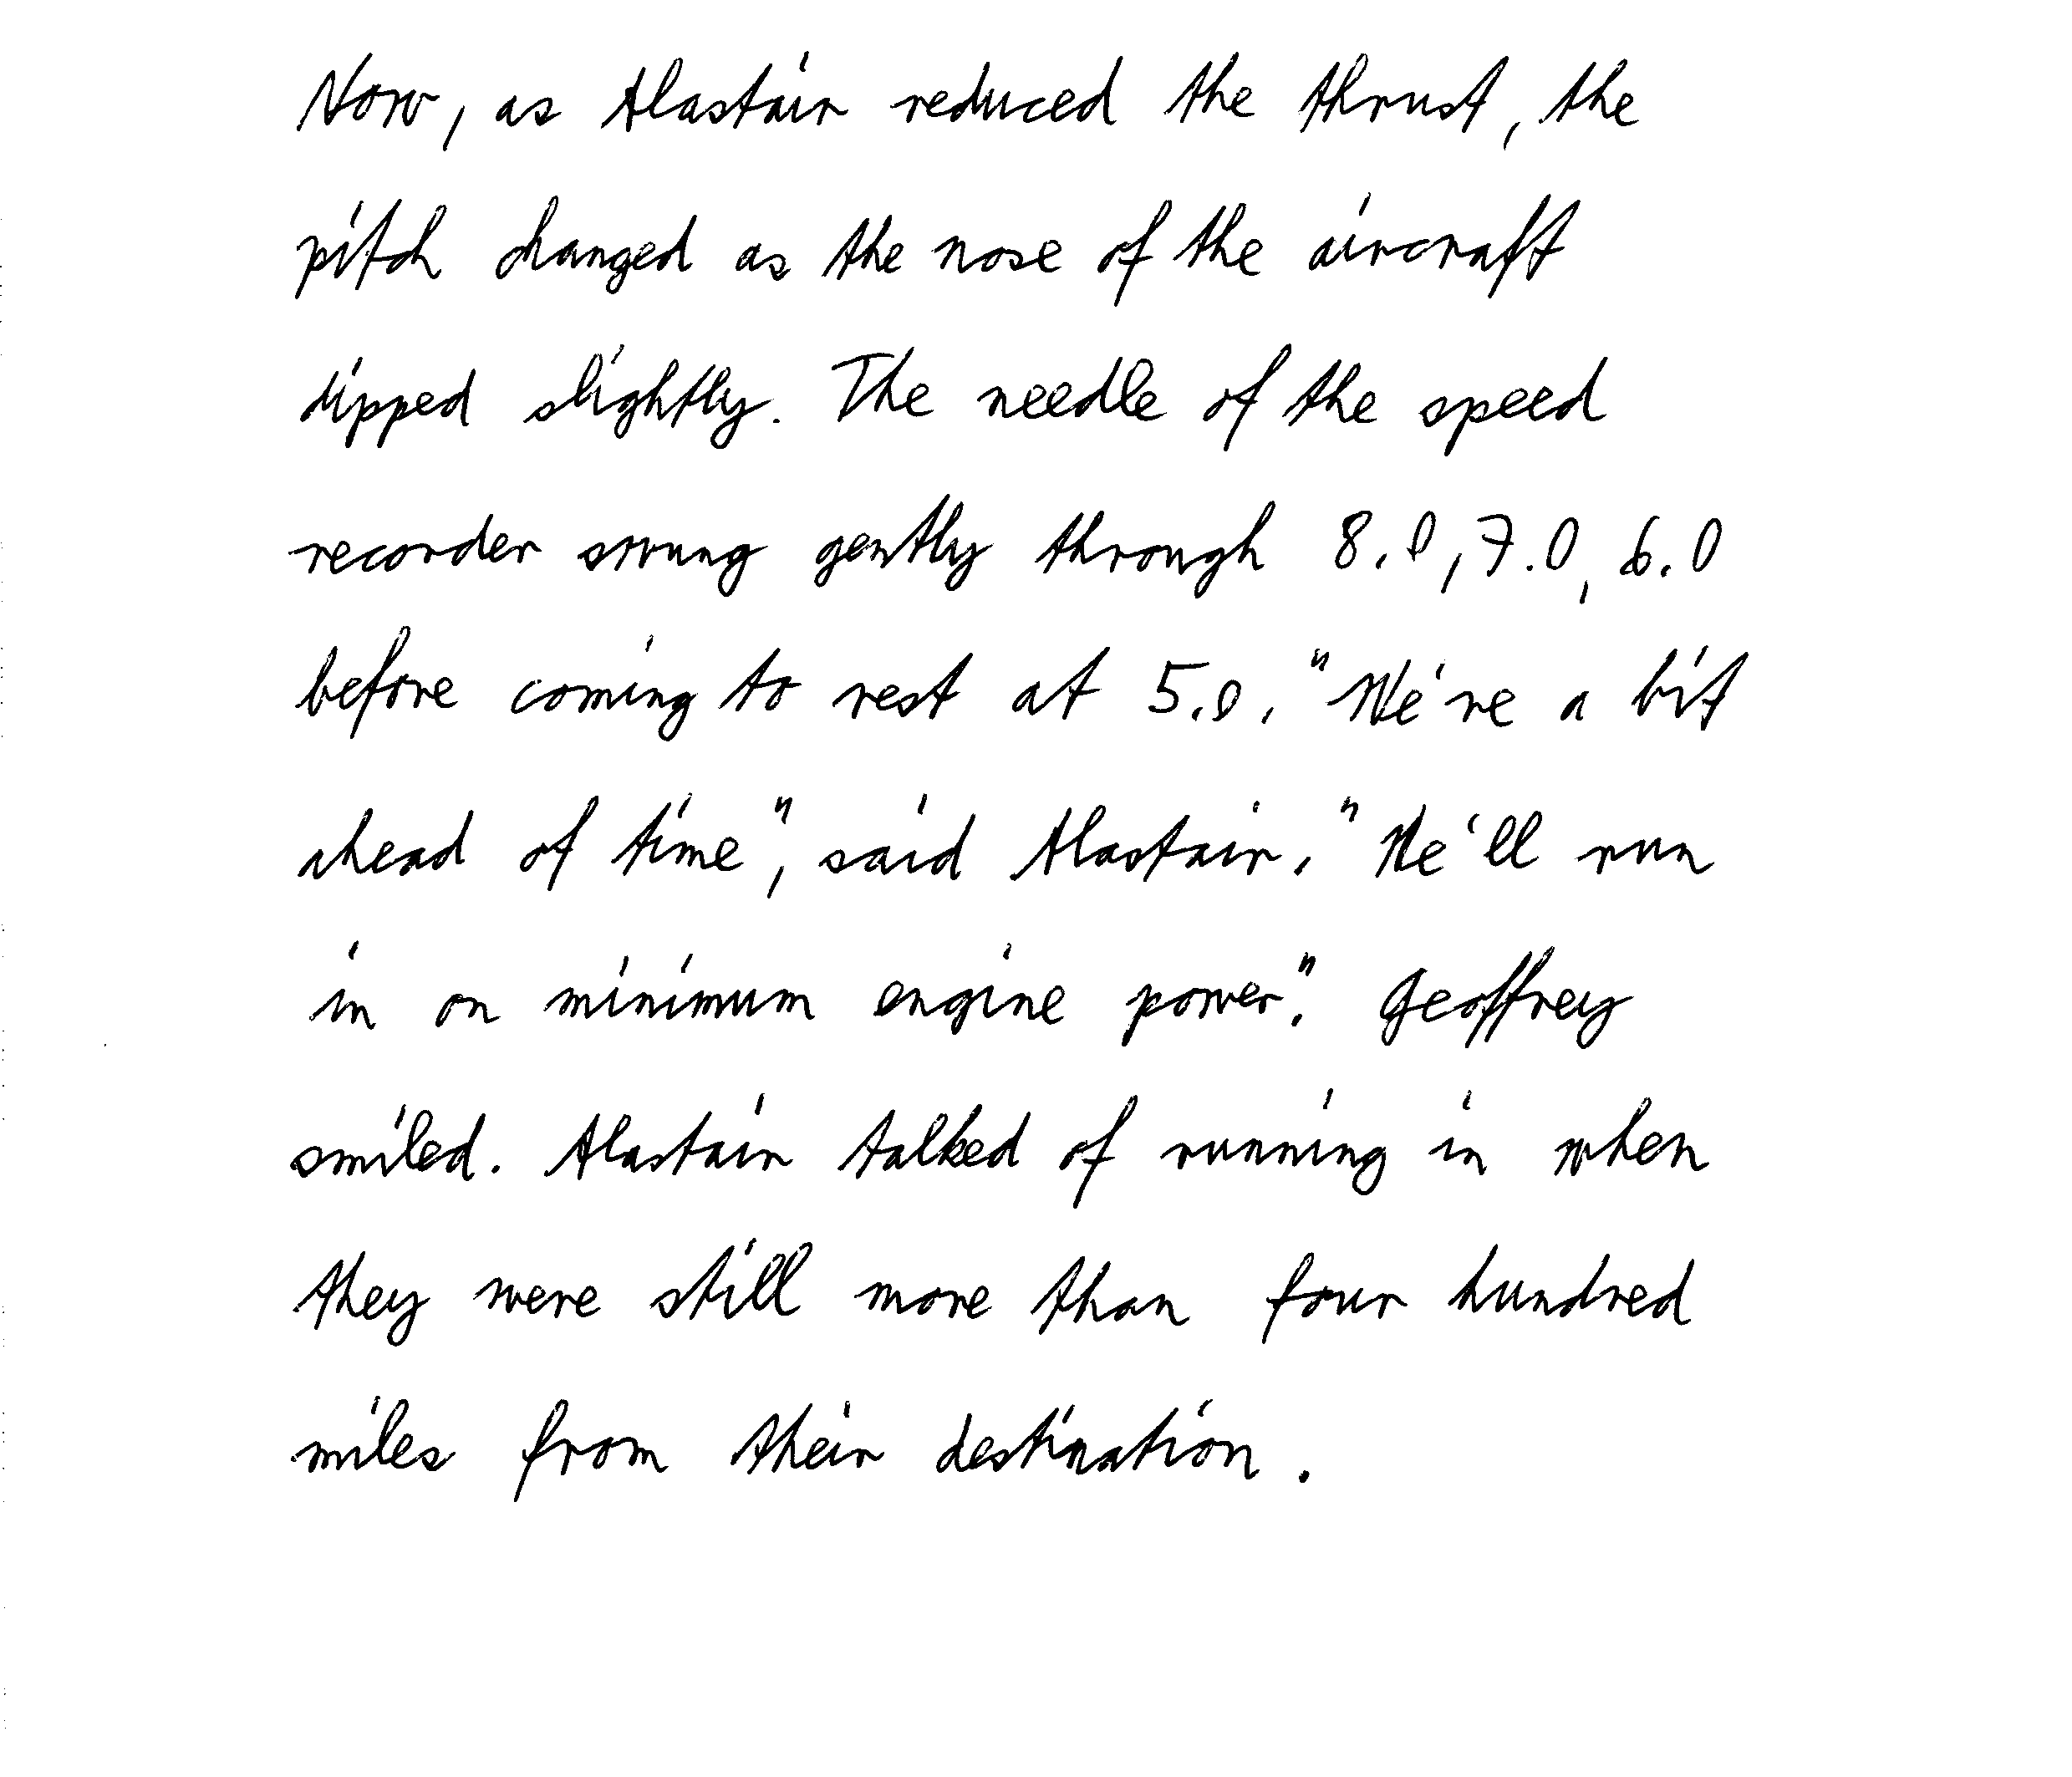 Now, as Alastair reduced the thrust, the
pitch changed as the nose of the aircraft
dipped slightly. The needle of the speed
recorder swung gently through 8.0, 7.0, 6.0
before coming to rest at 5.0. "We're a bit
ahead of time", said Alastair. "We'll run
in on minimum engine power." Geoffrey
smiled. Alastair talked of running in when
they were still more than four hundred
miles from their destination.